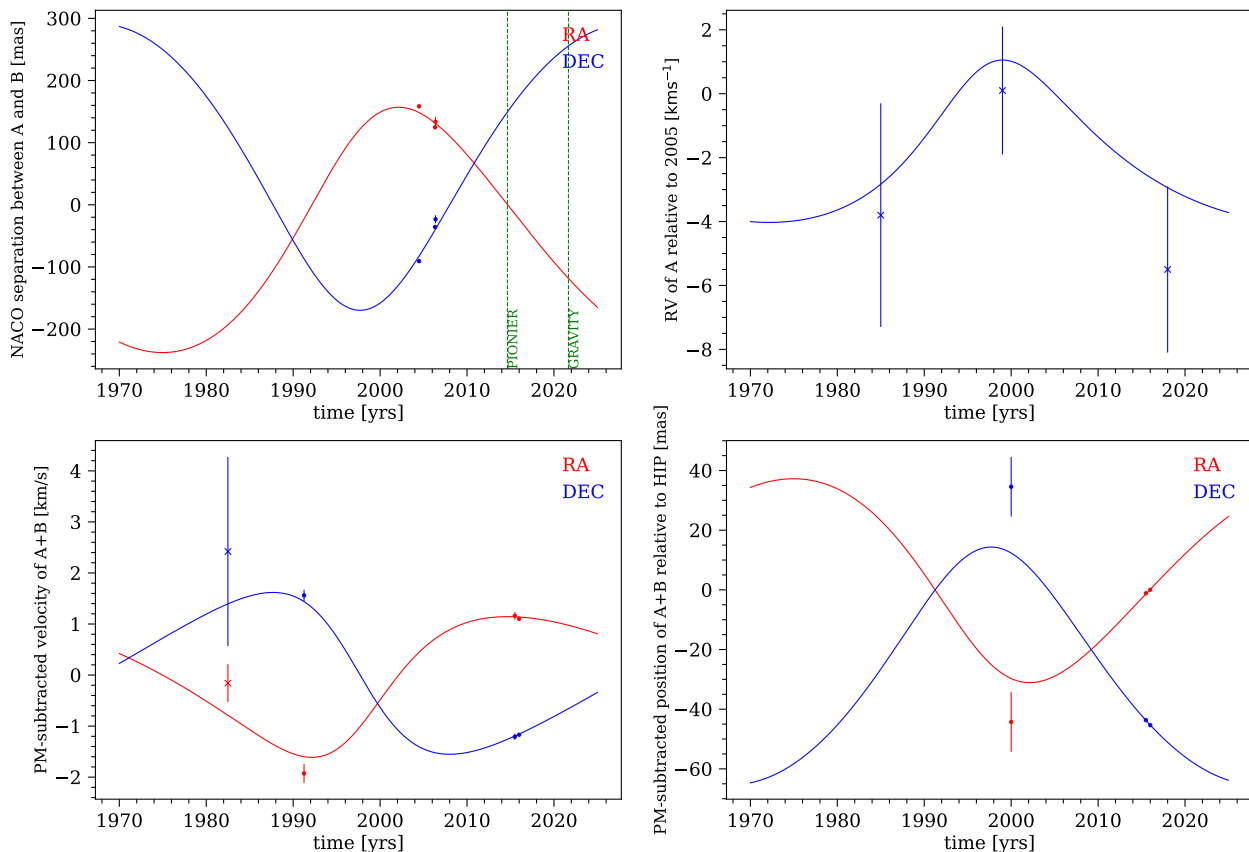 NACO separation between A and B [mas]
300
200
100
0
−100
−200
RA
DEC
PIONIER
GRAVITY
1970 1980 1990 2000 2010 2020
time [yrs]
RV of A relative to 2005 [kms⁻¹]
2
0
−2
−4
−6
−8
1970 1980 1990 2000 2010 2020
time [yrs]
PM-subtracted velocity of A+B [km/s]
4
3
2
1
0
−1
−2
RA
DEC
1970 1980 1990 2000 2010 2020
time [yrs]
PM-subtracted position of A+B relative to HIP [mas]
40
20
0
−20
−40
−60
RA
DEC
1970 1980 1990 2000 2010 2020
time [yrs]